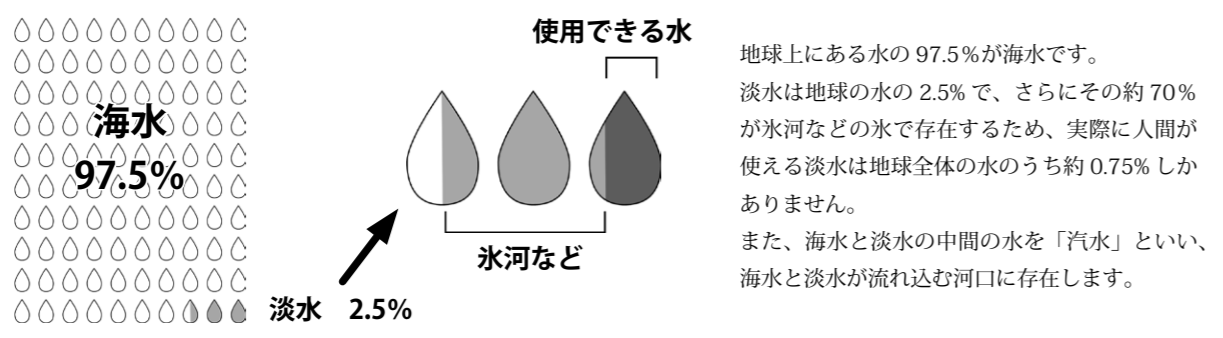 海水
97.5%
淡水 2.5%
使用できる水
氷河など
地球上にある水の 97.5%が海水です。
淡水は地球の水の 2.5% で、さらにその約 70%
が氷河などの氷で存在するため、実際に人間が
使える淡水は地球全体の水のうち約 0.75% しか
ありません。
また、海水と淡水の中間の水を「汽水」といい、
海水と淡水が流れ込む河口に存在します。